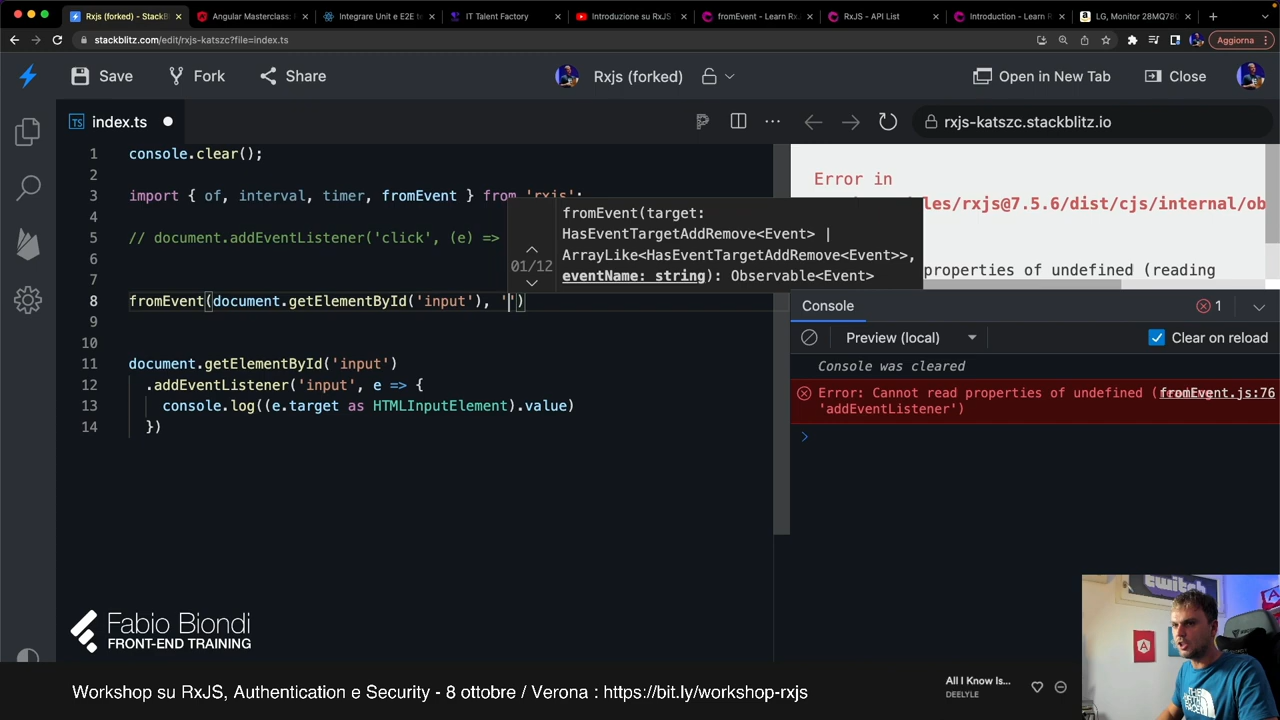 Rxjs (forked) - StackB
Angular Masterclass: F
Integrare Unit e E2E te
IT Talent Factory
Introduzione su RxJS
fromEvent - Learn RxJ
RxJS - API List
Introduction - Learn R
LG, Monitor 28MQ780
stackblitz.com/edit/rxjs-katszc?file=index.ts
Aggiorna
Save
Fork
Share
Rxjs (forked)
Open in New Tab
Close
TS index.ts
rxjs-katszc.stackblitz.io
1 console.clear();
2
3 import { of, interval, timer, fromEvent } from 'rxjs';
4
5 // document.addEventListener('click', (e) =>
6
7
8 fromEvent(document.getElementById('input'), '')
9
10
11 document.getElementById('input')
12 .addEventListener('input', e => {
13 console.log((e.target as HTMLInputElement).value)
14 })
01/12
fromEvent(target:
HasEventTargetAddRemove<Event> |
ArrayLike<HasEventTargetAddRemove<Event>>,
eventName: string): Observable<Event>
Error in
les/rxjs@7.5.6/dist/cjs/internal/ob
properties of undefined (reading
Console
1
Preview (local)
Clear on reload
Console was cleared
Error: Cannot read properties of undefined
fromEvent.js:76
'addEventListener')
Fabio Biondi
FRONT-END TRAINING
twitch
Workshop su RxJS, Authentication e Security - 8 ottobre / Verona : https://bit.ly/workshop-rxjs
All I Know Is...
DEELYLE